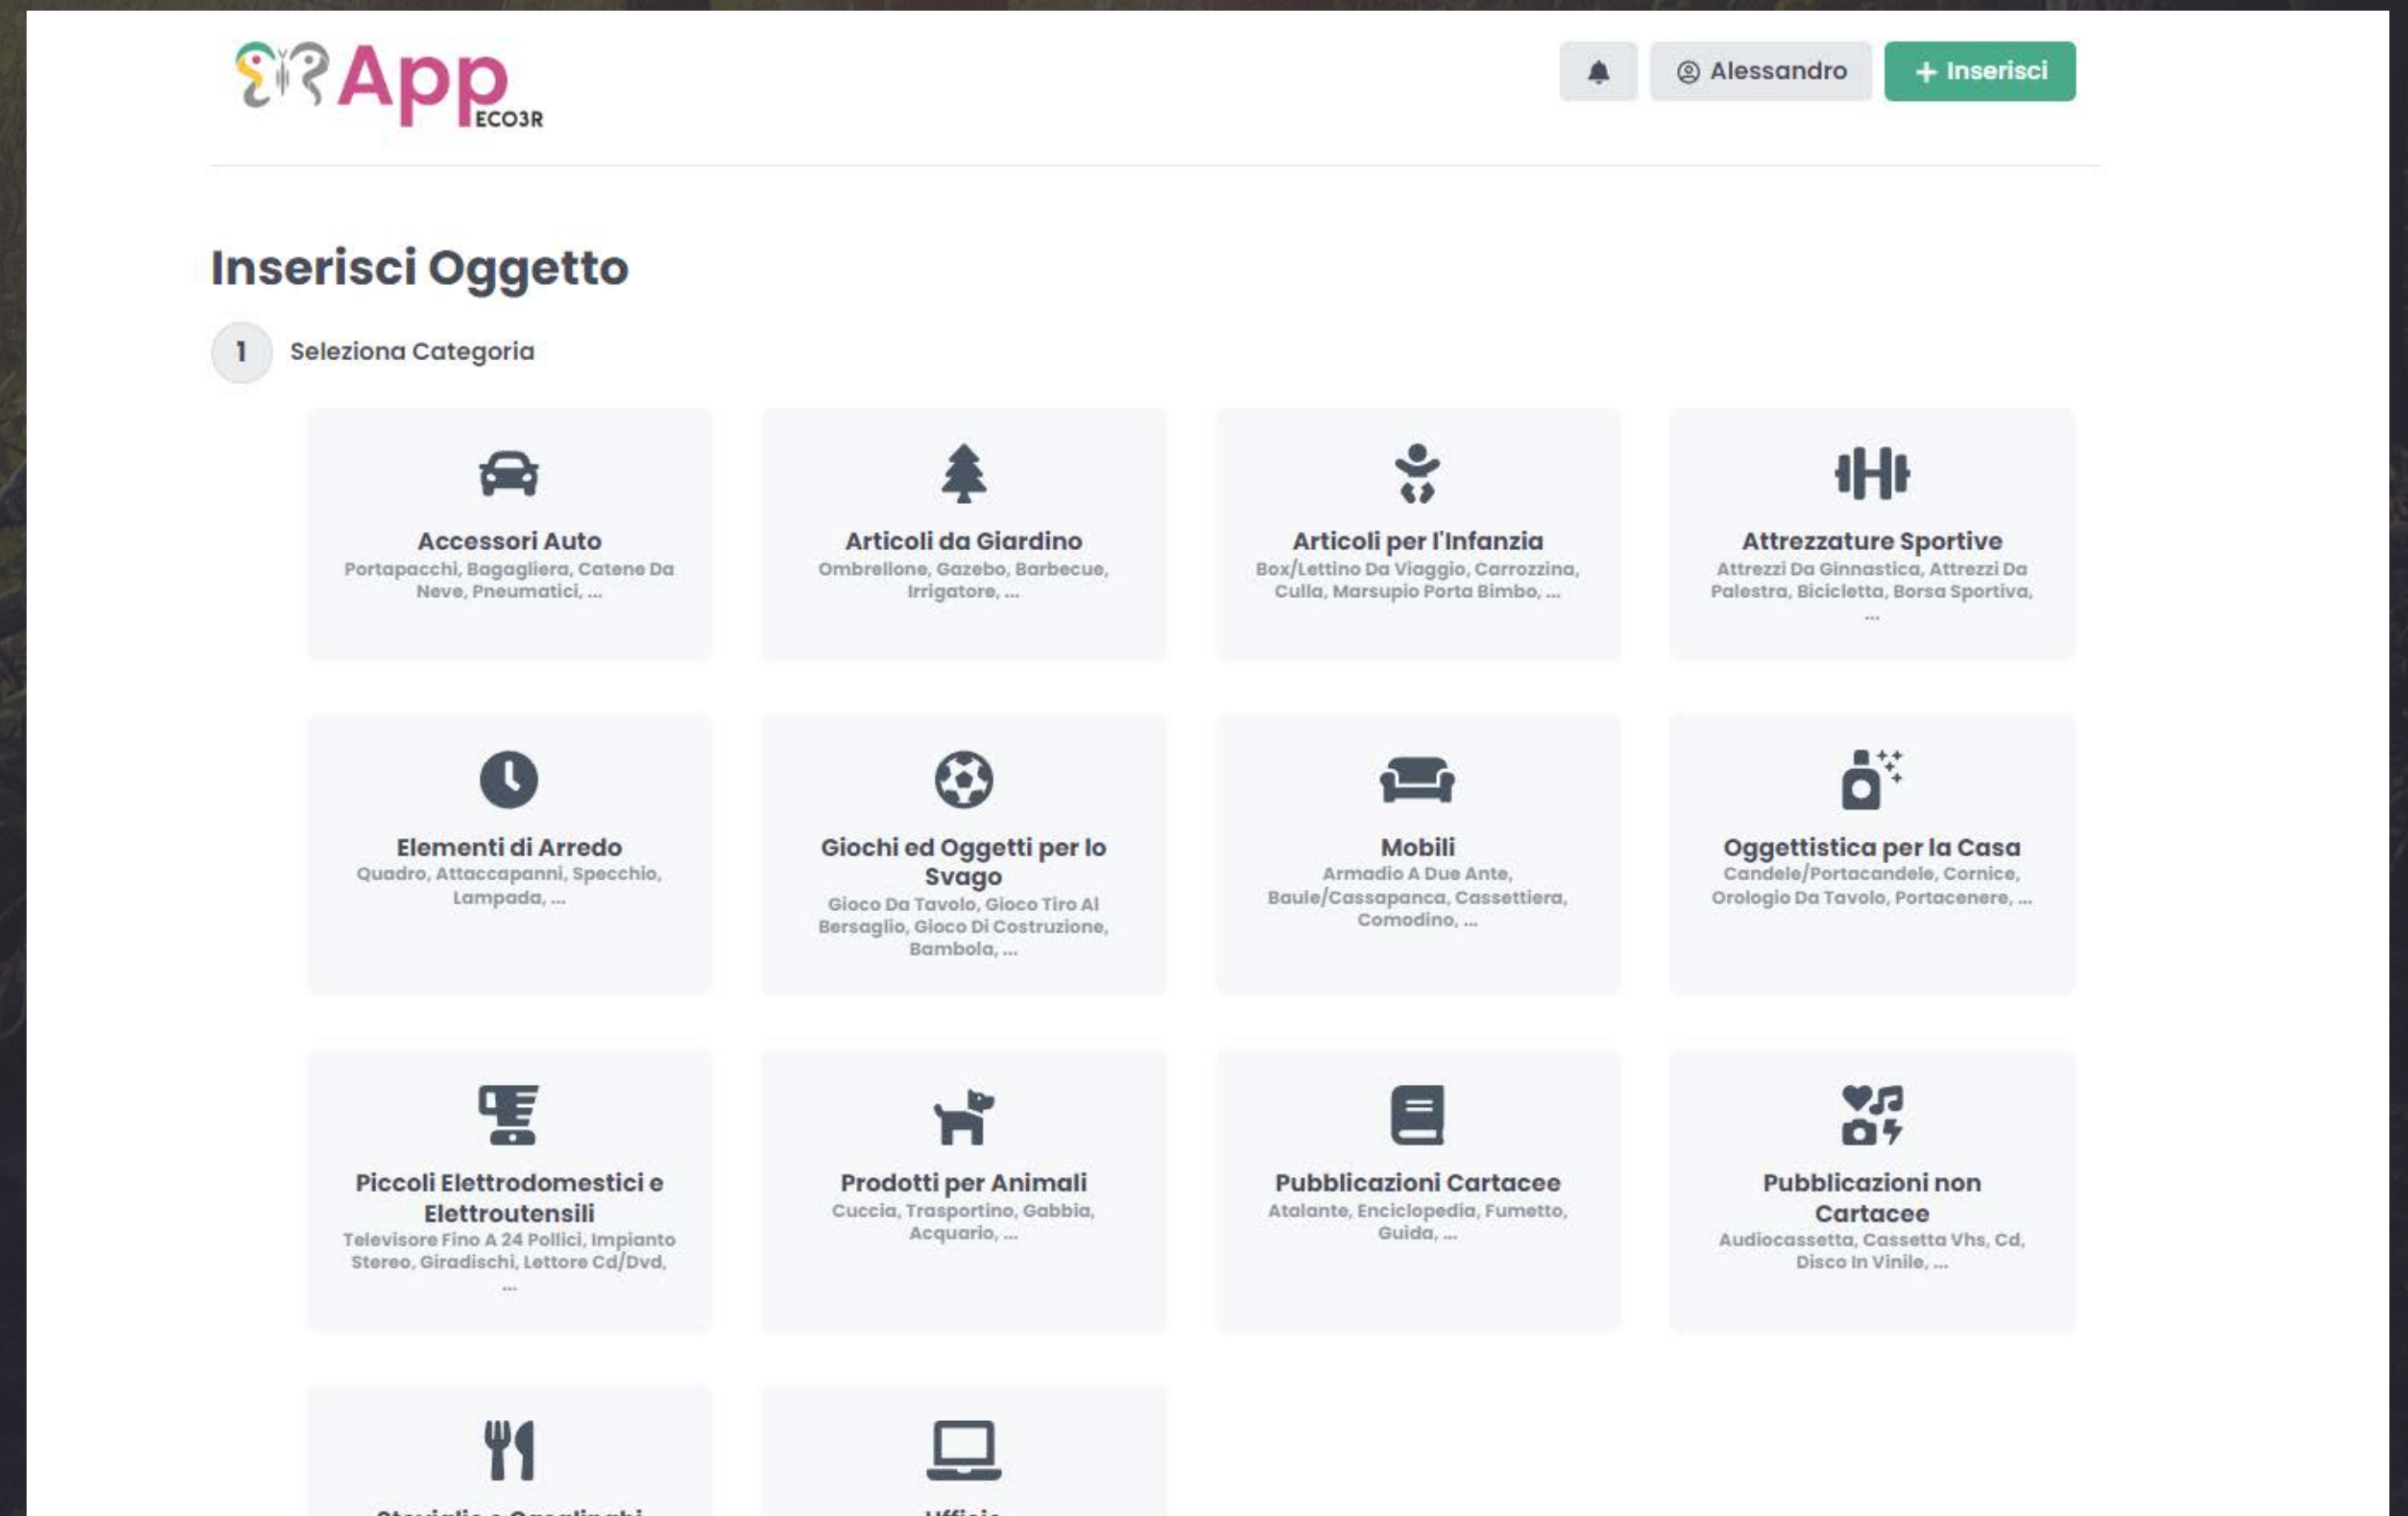 App
ECO3R
Alessandro
+ Inserisci
Inserisci Oggetto
1
Seleziona Categoria
Accessori Auto
Portapacchi, Bagagliera, Catene Da
Neve, Pneumatici, ...
Articoli da Giardino
Ombrellone, Gazebo, Barbecue,
Irrigatore, ...
Articoli per l'Infanzia
Box/Lettino Da Viaggio, Carrozzina,
Culla, Marsupio Porta Bimbo, ...
Attrezzature Sportive
Attrezzi Da Ginnastica, Attrezzi Da
Palestra, Bicicletta, Borsa Sportiva,
...
Elementi di Arredo
Quadro, Attaccapanni, Specchio,
Lampada, ...
Giochi ed Oggetti per lo
Svago
Gioco Da Tavolo, Gioco Tiro Al
Bersaglio, Gioco Di Costruzione,
Bambola, ...
Mobili
Armadio A Due Ante,
Baule/Cassapanca, Cassettiera,
Comodino, ...
Oggettistica per la Casa
Candele/Portacandele, Cornice,
Orologio Da Tavolo, Portacenere, ...
Piccoli Elettrodomestici e
Elettroutensili
Televisore Fino A 24 Pollici, Impianto
Stereo, Giradischi, Lettore Cd/Dvd,
...
Prodotti per Animali
Cuccia, Trasportino, Gabbia,
Acquario, ...
Pubblicazioni Cartacee
Atalante, Enciclopedia, Fumetto,
Guida, ...
Pubblicazioni non
Cartacee
Audiocassetta, Cassetta Vhs, Cd,
Disco In Vinile, ...
Ufficio